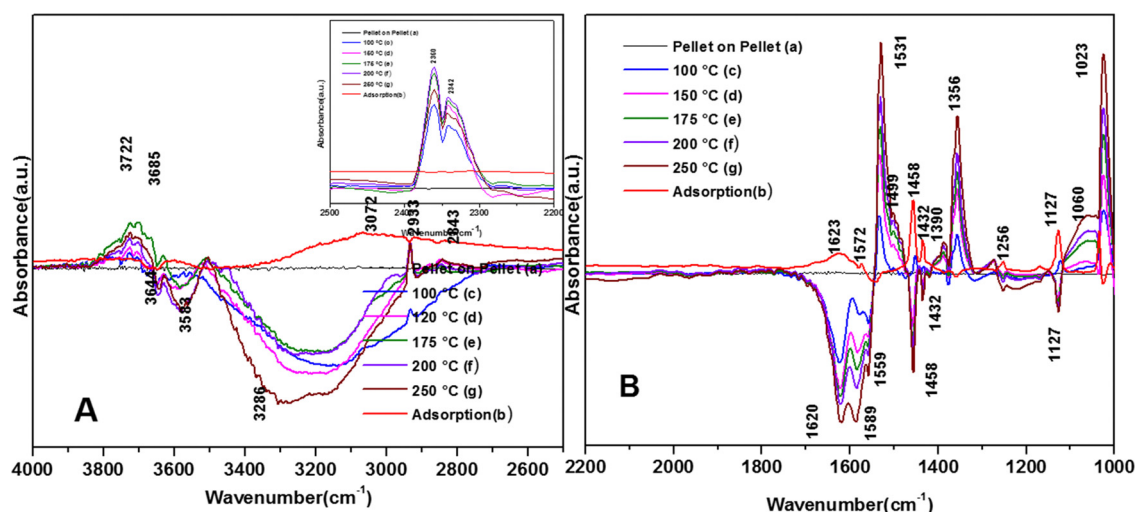 2360
2342
Absorbance(a.u.)
Pellet on Pellet (a)
100 °C (c)
150 °C (d)
175 °C (e)
200 °C (f)
250 °C (g)
Adsorption(b)
2500 2400 2300 2200
Wavenumber(cm-1)
Absorbance(a.u.)
3722
3685
3644
3583
3286
3072
2933
2843
Pellet on Pellet (a)
100 °C (c)
120 °C (d)
175 °C (e)
200 °C (f)
250 °C (g)
Adsorption(b)
A
4000 3800 3600 3400 3200 3000 2800 2600
Wavenumber(cm-1)
Absorbance(a.u.)
Pellet on Pellet (a)
100 °C (c)
150 °C (d)
175 °C (e)
200 °C (f)
250 °C (g)
Adsorption(b)
1623
1572
1531
1499
1458
1432
1390
1356
1256
1127
1060
1023
1620
1589
1559
1458
1432
1127
B
2200 2000 1800 1600 1400 1200 1000
Wavenumber(cm-1)